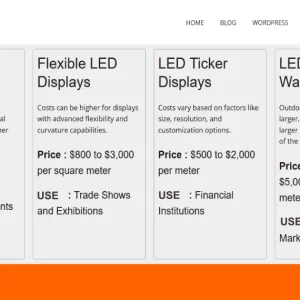 HOME BLOG WORDPRESS
al
ner
nts
Flexible LED
Displays
Costs can be higher for displays
with advanced flexibility and
curvature capabilities.
Price : $800 to $3,000
per square meter
USE : Trade Shows
and Exhibitions
LED Ticker
Displays
Costs vary based on factors like
size, resolution, and
customization options.
Price : $500 to $2,000
per meter
USE : Financial
Institutions
LED
Wa
Outdo
larger,
larger
of the
Price
$5,00
mete
USE
Mark